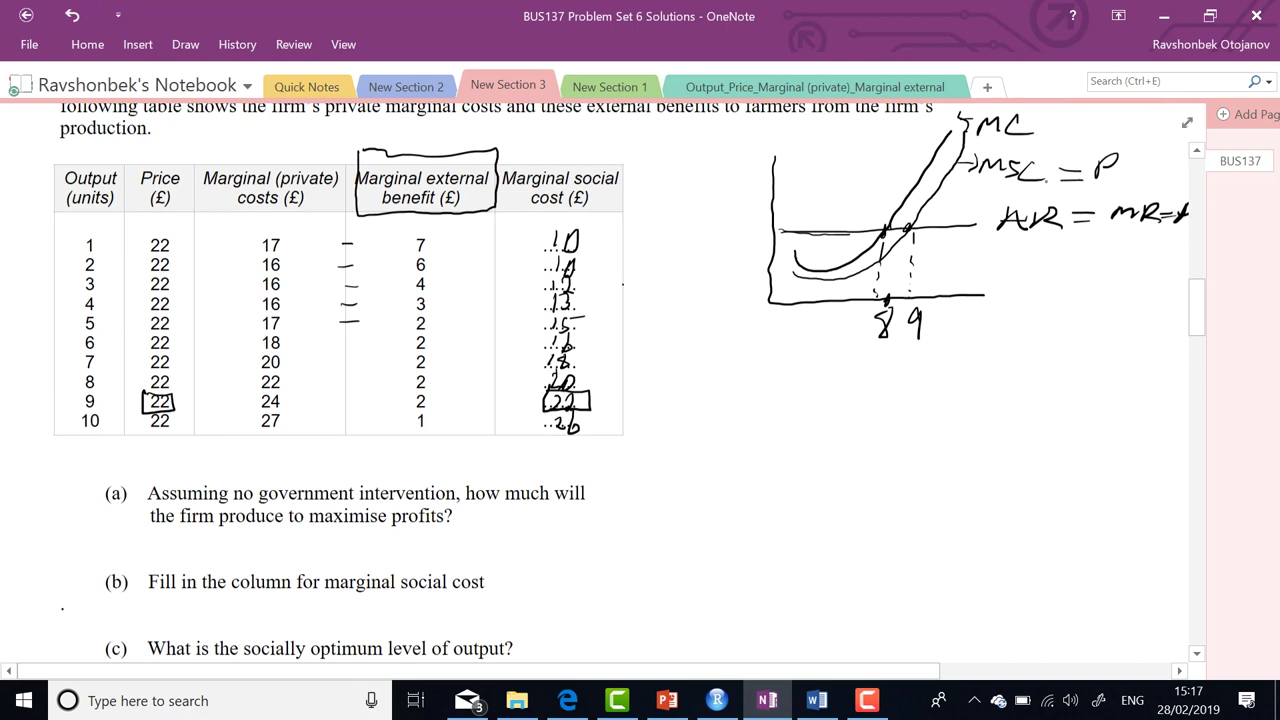 BUS137 Problem Set 6 Solutions - OneNote
?
File Home Insert Draw History Review View Ravshonbek Otojanov
Ravshonbek's Notebook Quick Notes New Section 2 New Section 3 New Section 1 Output_Price_Marginal (private)_Marginal external + Search (Ctrl+E)
following table shows the firm's private marginal costs and these external benefits to farmers from the firm's
production.
Add Pag
BUS137
Output (units) Price (£) Marginal (private) costs (£) Marginal external benefit (£) Marginal social cost (£)
1 22 17 – 7 10
2 22 16 – 6 10
3 22 16 – 4 12
4 22 16 – 3 13
5 22 17 – 2 15
6 22 18 2 16
7 22 20 2 18
8 22 22 2 20
9 22 24 2 22
10 22 27 1 26
MC
MSC = P
AR = MR =
8 9
(a) Assuming no government intervention, how much will
the firm produce to maximise profits?
(b) Fill in the column for marginal social cost
(c) What is the socially optimum level of output?
Type here to search
3
ENG
15:17
28/02/2019